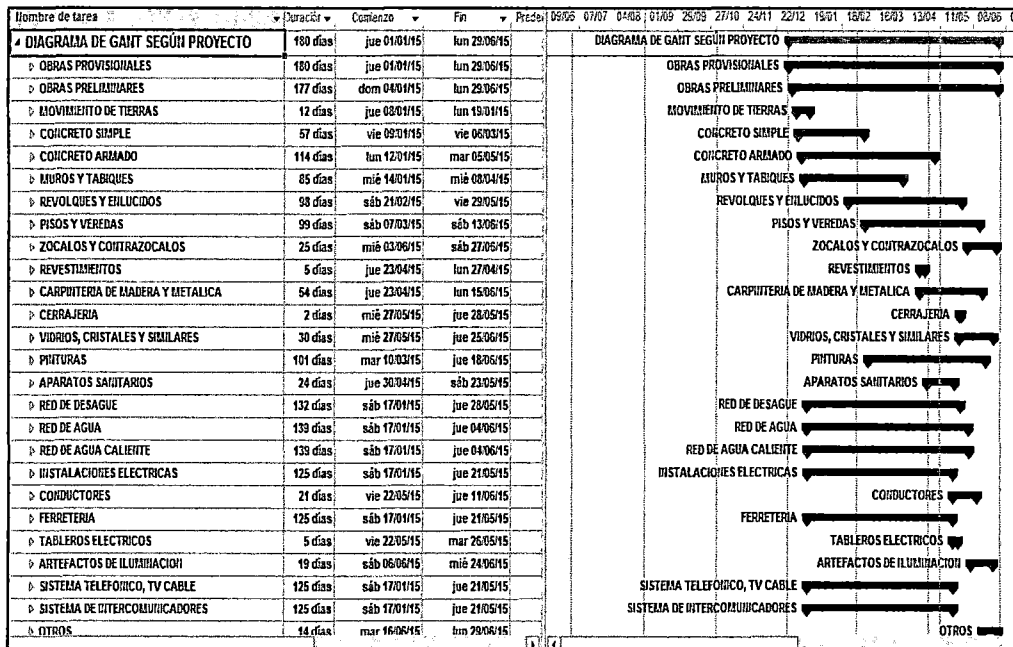 Nombre de tarea Duración Comienzo Fin Predec 09/06 07/07 04/08 01/09 29/09 27/10 24/11 22/12 19/01 16/02 16/03 13/04 11/05 08/06
DIAGRAMA DE GANT SEGÚN PROYECTO 180 días jue 01/01/15 lun 29/06/15 DIAGRAMA DE GANT SEGÚN PROYECTO
OBRAS PROVISIONALES 180 días jue 01/01/15 lun 29/06/15 OBRAS PROVISIONALES
OBRAS PRELIMINARES 177 días dom 04/01/15 lun 29/06/15 OBRAS PRELIMINARES
MOVIMIENTO DE TIERRAS 12 días jue 08/01/15 lun 19/01/15 MOVIMIENTO DE TIERRAS
CONCRETO SIMPLE 57 días vie 09/01/15 vie 06/03/15 CONCRETO SIMPLE
CONCRETO ARMADO 114 días lun 12/01/15 mar 05/05/15 CONCRETO ARMADO
MUROS Y TABIQUES 85 días mié 14/01/15 mié 08/04/15 MUROS Y TABIQUES
REVOLQUES Y ENLUCIDOS 98 días sáb 21/02/15 vie 29/05/15 REVOLQUES Y ENLUCIDOS
PISOS Y VEREDAS 99 días sáb 07/03/15 sáb 13/06/15 PISOS Y VEREDAS
ZOCALOS Y CONTRAZOCALOS 25 días mié 03/06/15 sáb 27/06/15 ZOCALOS Y CONTRAZOCALOS
REVESTIMIENTOS 5 días jue 23/04/15 lun 27/04/15 REVESTIMIENTOS
CARPINTERIA DE MADERA Y METALICA 54 días jue 23/04/15 lun 15/06/15 CARPINTERIA DE MADERA Y METALICA
CERRAJERIA 2 días mié 27/05/15 jue 28/05/15 CERRAJERIA
VIDRIOS, CRISTALES Y SIMILARES 30 días mié 27/05/15 jue 25/06/15 VIDRIOS, CRISTALES Y SIMILARES
PINTURAS 101 días mar 10/03/15 jue 18/06/15 PINTURAS
APARATOS SANITARIOS 24 días jue 30/04/15 sáb 23/05/15 APARATOS SANITARIOS
RED DE DESAGUE 132 días sáb 17/01/15 jue 28/05/15 RED DE DESAGUE
RED DE AGUA 139 días sáb 17/01/15 jue 04/06/15 RED DE AGUA
RED DE AGUA CALIENTE 139 días sáb 17/01/15 jue 04/06/15 RED DE AGUA CALIENTE
INSTALACIONES ELECTRICAS 125 días sáb 17/01/15 jue 21/05/15 INSTALACIONES ELECTRICAS
CONDUCTORES 21 días vie 22/05/15 jue 11/06/15 CONDUCTORES
FERRETERIA 125 días sáb 17/01/15 jue 21/05/15 FERRETERIA
TABLEROS ELECTRICOS 5 días vie 22/05/15 mar 26/05/15 TABLEROS ELECTRICOS
ARTEFACTOS DE ILUMINACION 19 días sáb 06/06/15 mié 24/06/15 ARTEFACTOS DE ILUMINACION
SISTEMA TELEFONICO, TV CABLE 125 días sáb 17/01/15 jue 21/05/15 SISTEMA TELEFONICO, TV CABLE
SISTEMA DE INTERCOMUNICADORES 125 días sáb 17/01/15 jue 21/05/15 SISTEMA DE INTERCOMUNICADORES
OTROS 14 días mar 16/06/15 lun 29/06/15 OTROS